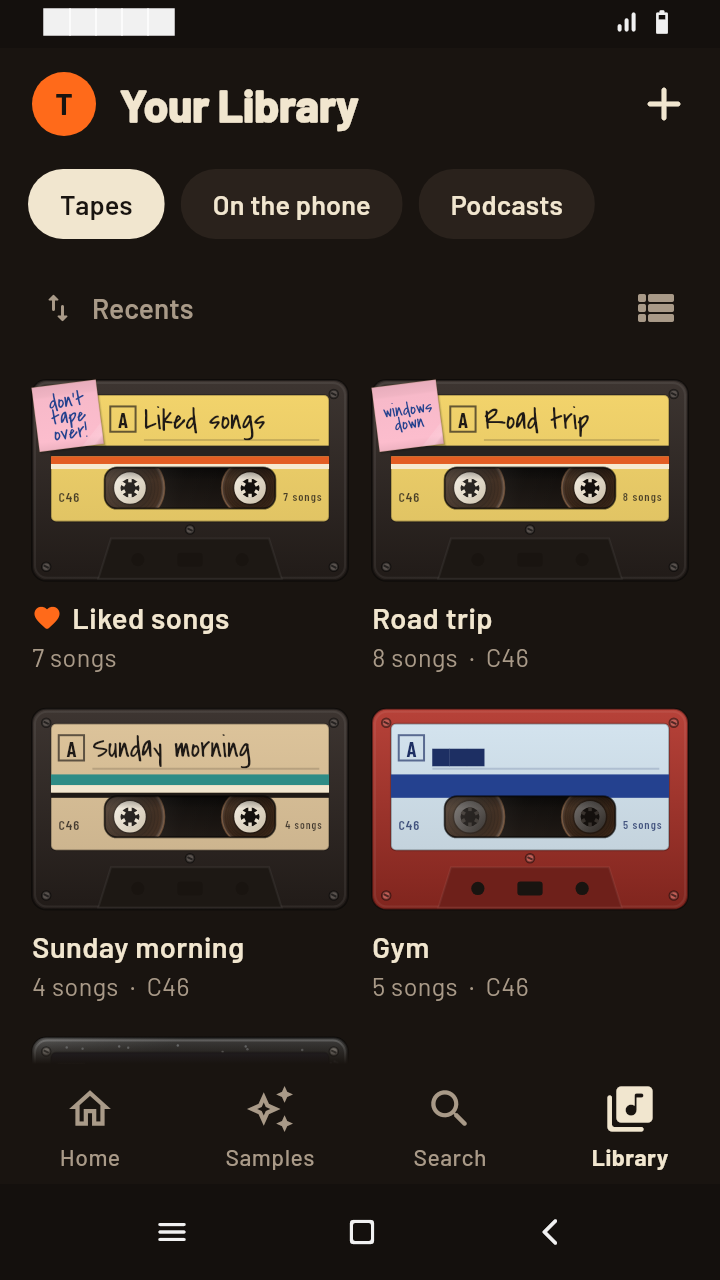 T Your Library
Tapes On the phone Podcasts
Recents
don't
tape
over!
A Liked songs
C46 7 songs
windows
down
A Road trip
C46 8 songs
Liked songs
7 songs
Road trip
8 songs · C46
A Sunday morning
C46 4 songs
A
C46 5 songs
Sunday morning
4 songs · C46
Gym
5 songs · C46
Home Samples Search Library